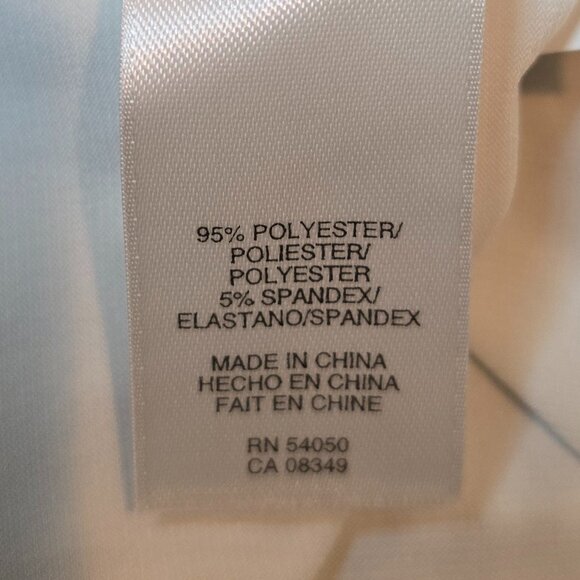 95% POLYESTER/
POLIESTER/
POLYESTER
5% SPANDEX/
ELASTANO/SPANDEX
MADE IN CHINA
HECHO EN CHINA
FAIT EN CHINE
RN 54050
CA 08349